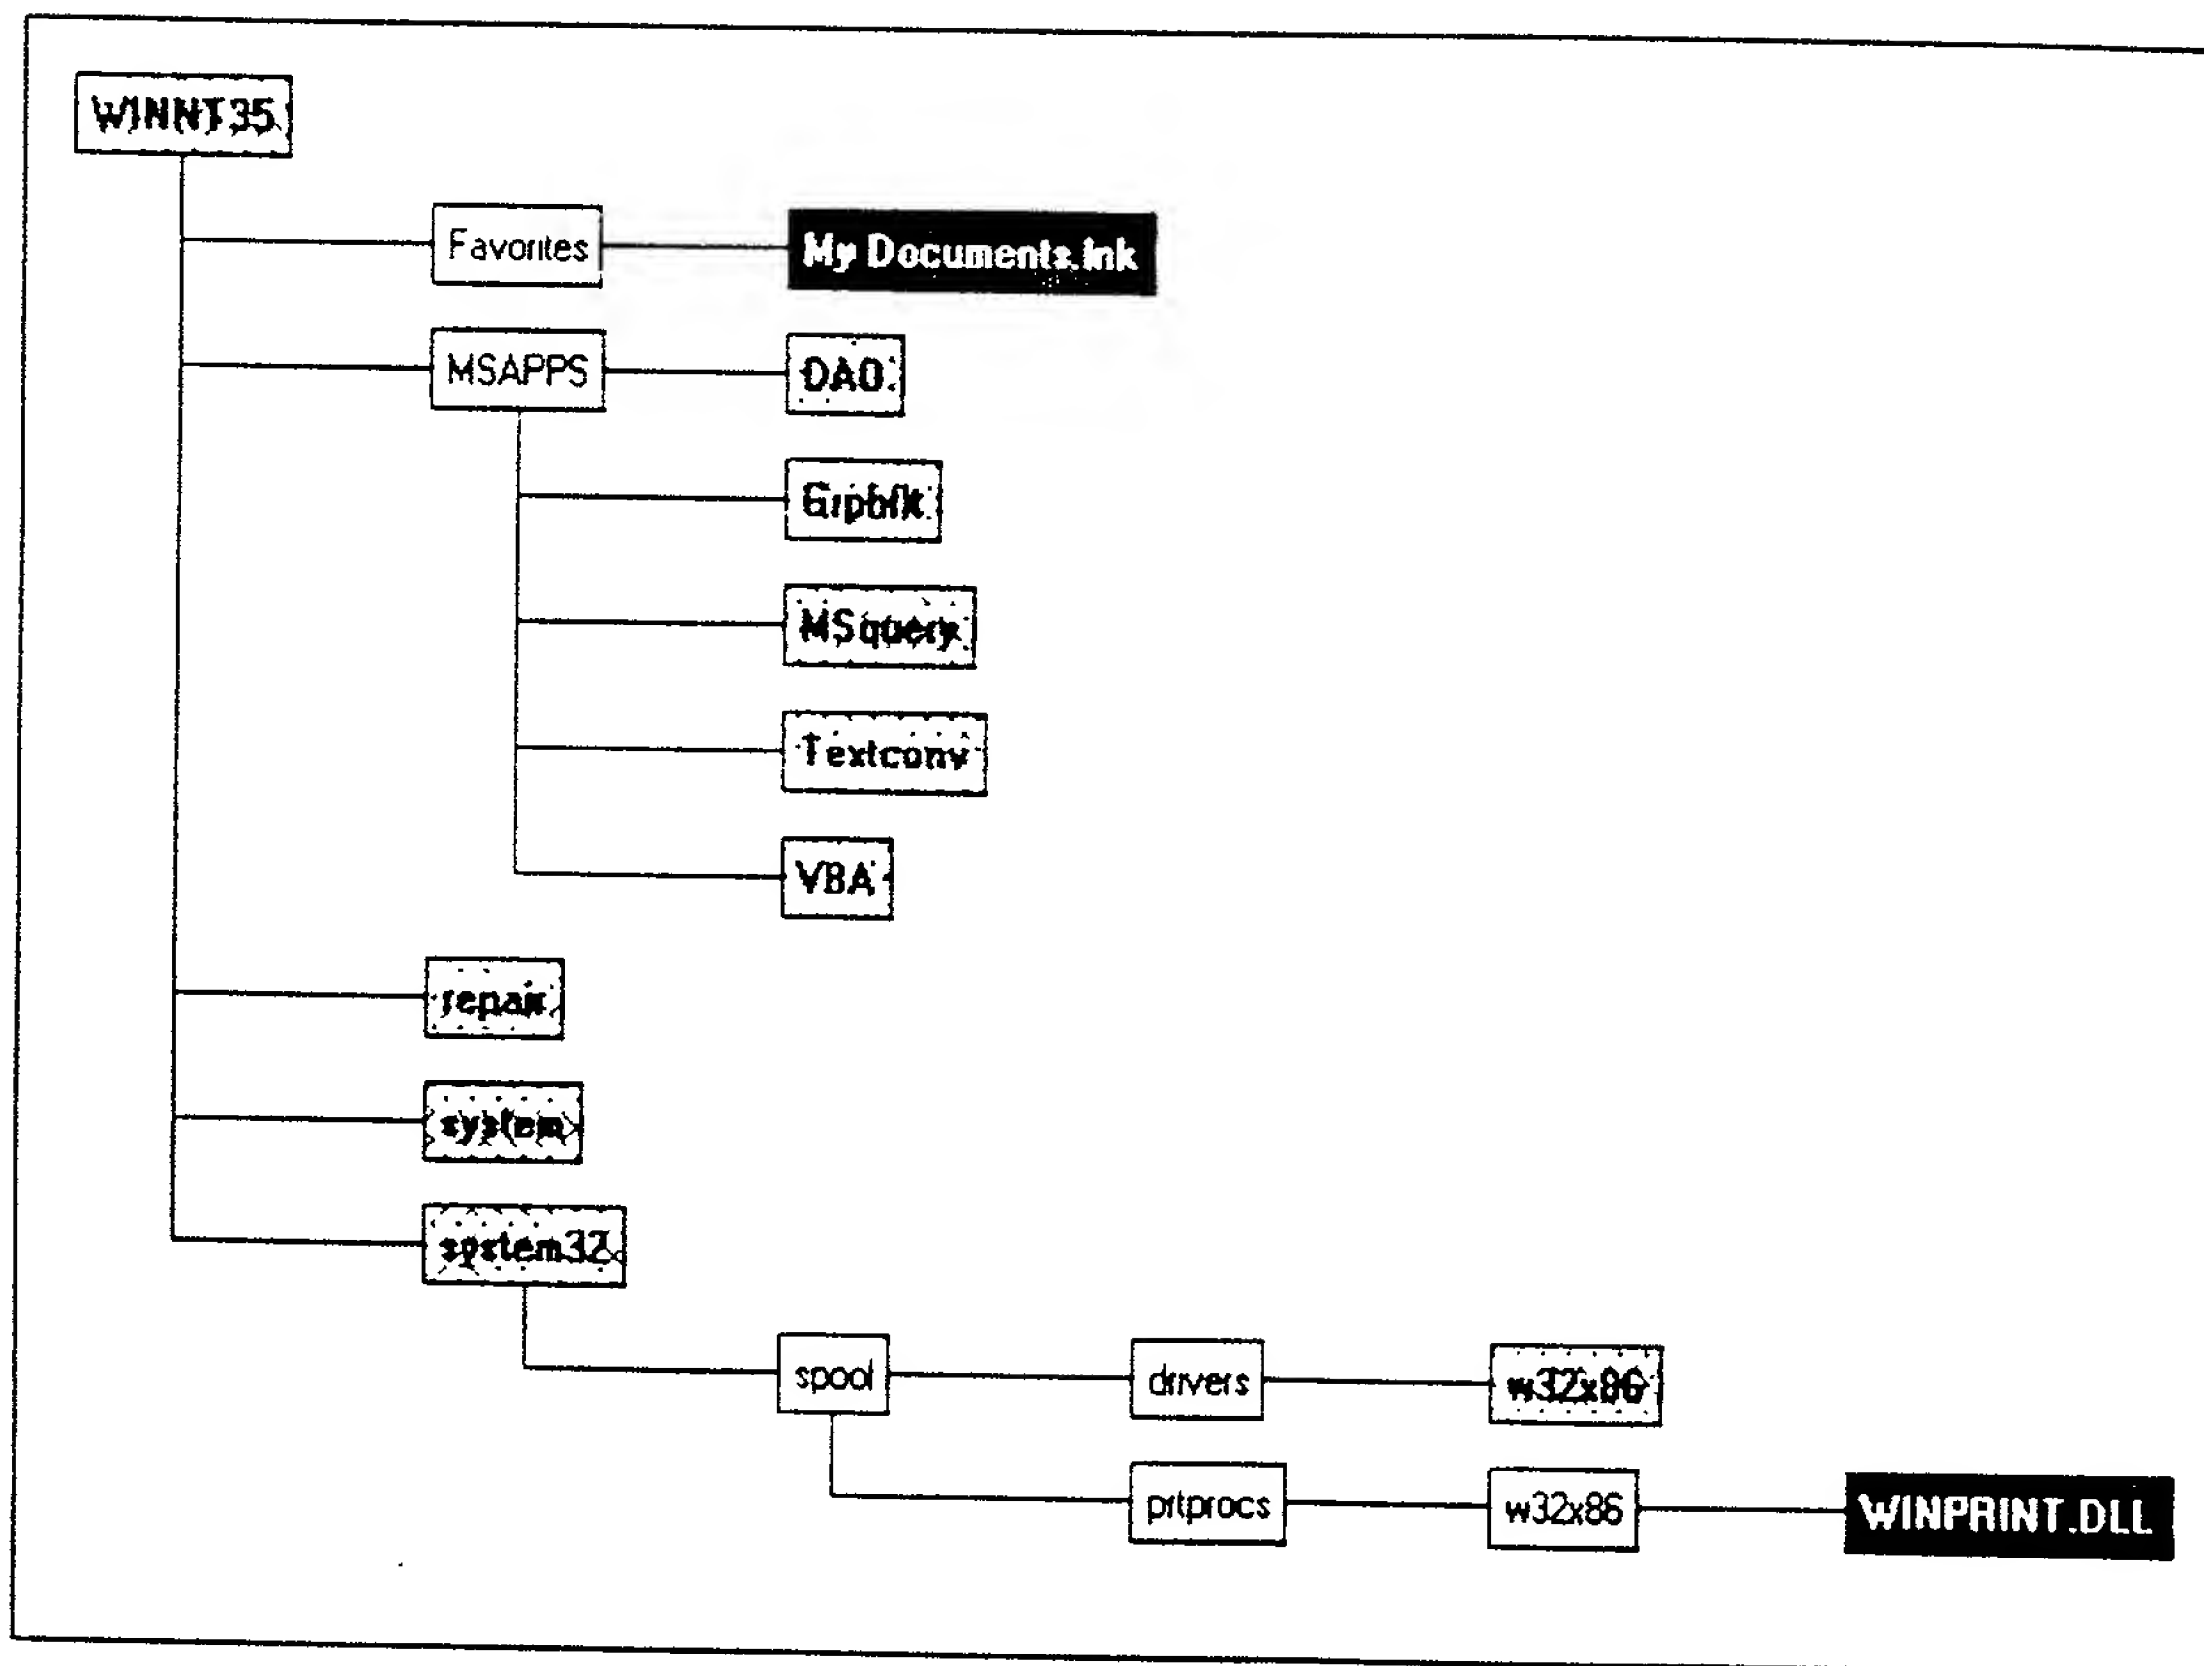 WINNT35
Favorites
My Documents.lnk
MSAPPS
DAO
Grphflt
MSquery
Textconv
VBA
repair
system
system32
spool
drivers
w32x86
prtprocs
w32x86
WINPRINT.DLL